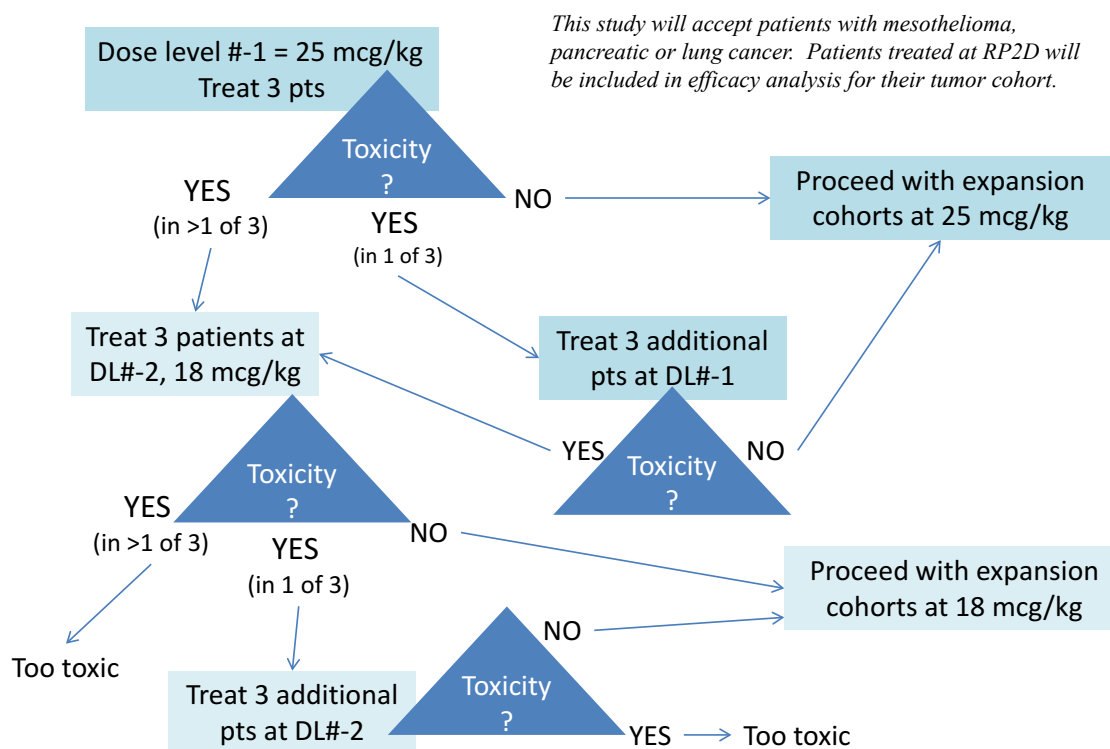 This study will accept patients with mesothelioma,
pancreatic or lung cancer.  Patients treated at RP2D will
be included in efficacy analysis for their tumor cohort.
Dose level #-1 = 25 mcg/kg
Treat 3 pts
Toxicity
?
YES
(in >1 of 3)
YES
(in 1 of 3)
NO
Proceed with expansion
cohorts at 25 mcg/kg
Treat 3 patients at
DL#-2, 18 mcg/kg
Treat 3 additional
pts at DL#-1
YES
Toxicity
?
NO
Toxicity
?
YES
(in >1 of 3)
YES
(in 1 of 3)
NO
Proceed with expansion
cohorts at 18 mcg/kg
Too toxic
Treat 3 additional
pts at DL#-2
Toxicity
?
NO
YES
Too toxic